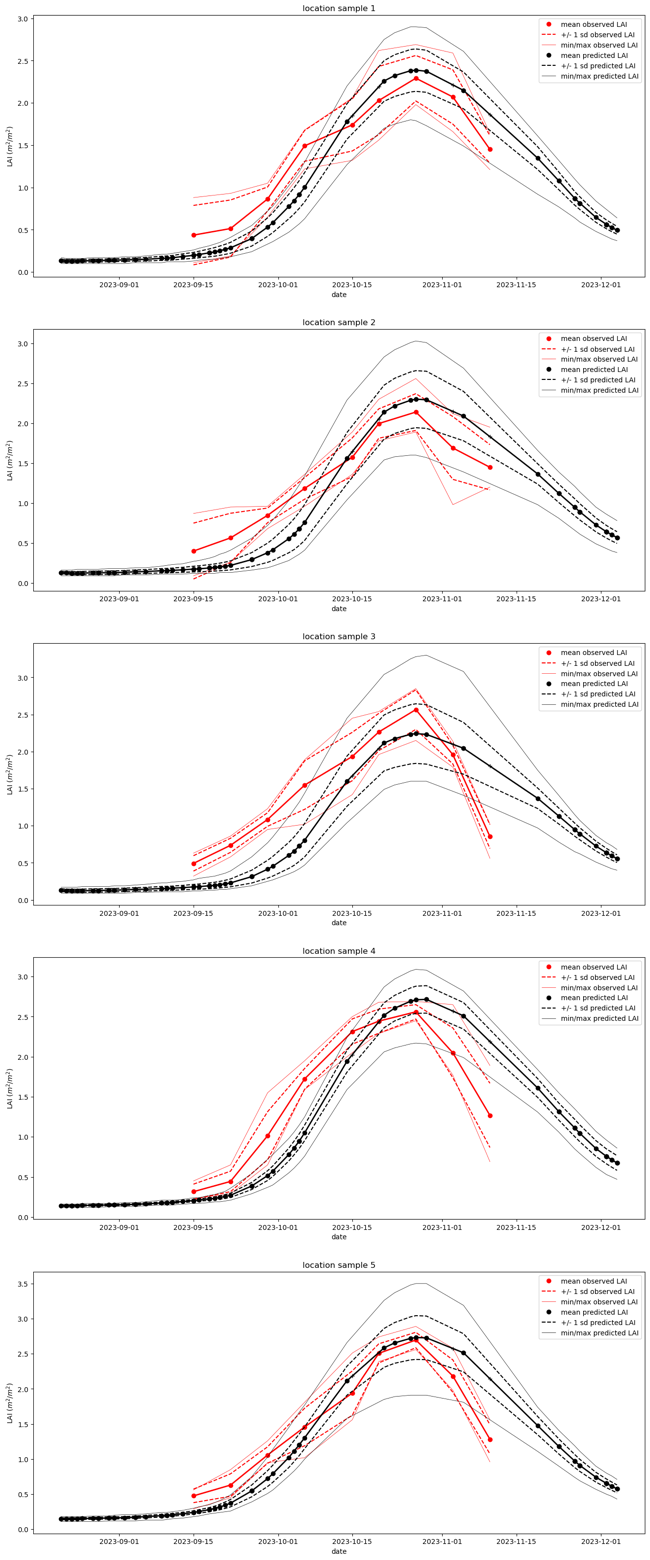 location sample 1
3.0
2.5
2.0
1.5
1.0
0.5
0.0
LAI (m²/m²)
mean observed LAI
+/- 1 sd observed LAI
min/max observed LAI
mean predicted LAI
+/- 1 sd predicted LAI
min/max predicted LAI
2023-09-01 2023-09-15 2023-10-01 2023-10-15 2023-11-01 2023-11-15 2023-12-01
date
location sample 2
3.0
2.5
2.0
1.5
1.0
0.5
0.0
LAI (m²/m²)
mean observed LAI
+/- 1 sd observed LAI
min/max observed LAI
mean predicted LAI
+/- 1 sd predicted LAI
min/max predicted LAI
2023-09-01 2023-09-15 2023-10-01 2023-10-15 2023-11-01 2023-11-15 2023-12-01
date
location sample 3
3.0
2.5
2.0
1.5
1.0
0.5
0.0
LAI (m²/m²)
mean observed LAI
+/- 1 sd observed LAI
min/max observed LAI
mean predicted LAI
+/- 1 sd predicted LAI
min/max predicted LAI
2023-09-01 2023-09-15 2023-10-01 2023-10-15 2023-11-01 2023-11-15 2023-12-01
date
location sample 4
3.0
2.5
2.0
1.5
1.0
0.5
0.0
LAI (m²/m²)
mean observed LAI
+/- 1 sd observed LAI
min/max observed LAI
mean predicted LAI
+/- 1 sd predicted LAI
min/max predicted LAI
2023-09-01 2023-09-15 2023-10-01 2023-10-15 2023-11-01 2023-11-15 2023-12-01
date
location sample 5
3.5
3.0
2.5
2.0
1.5
1.0
0.5
0.0
LAI (m²/m²)
mean observed LAI
+/- 1 sd observed LAI
min/max observed LAI
mean predicted LAI
+/- 1 sd predicted LAI
min/max predicted LAI
2023-09-01 2023-09-15 2023-10-01 2023-10-15 2023-11-01 2023-11-15 2023-12-01
date